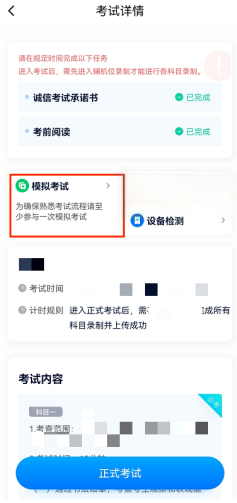 考试详情
请在规定时间完成以下任务
进入考试后，需先进入辅机位录制才能进行各科目录制。
诚信考试承诺书
已完成
考前阅读
已完成
模拟考试
为确保熟悉考试流程请至
少参与一次模拟考试
设备检测
考试时间
计时规则 进入正式考试后，需
成所有
科目录制并上传成功
考试内容
科目一
1.考查范围:
正式考试